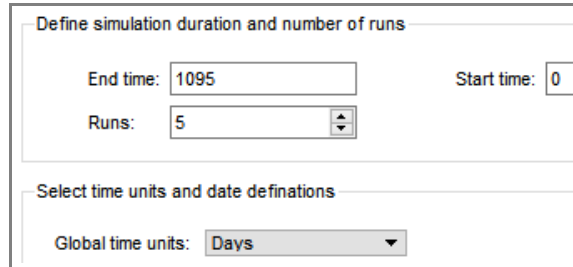 Define simulation duration and number of runs
End time: 1095 Start time: 0
Runs: 5
Select time units and date definations
Global time units: Days